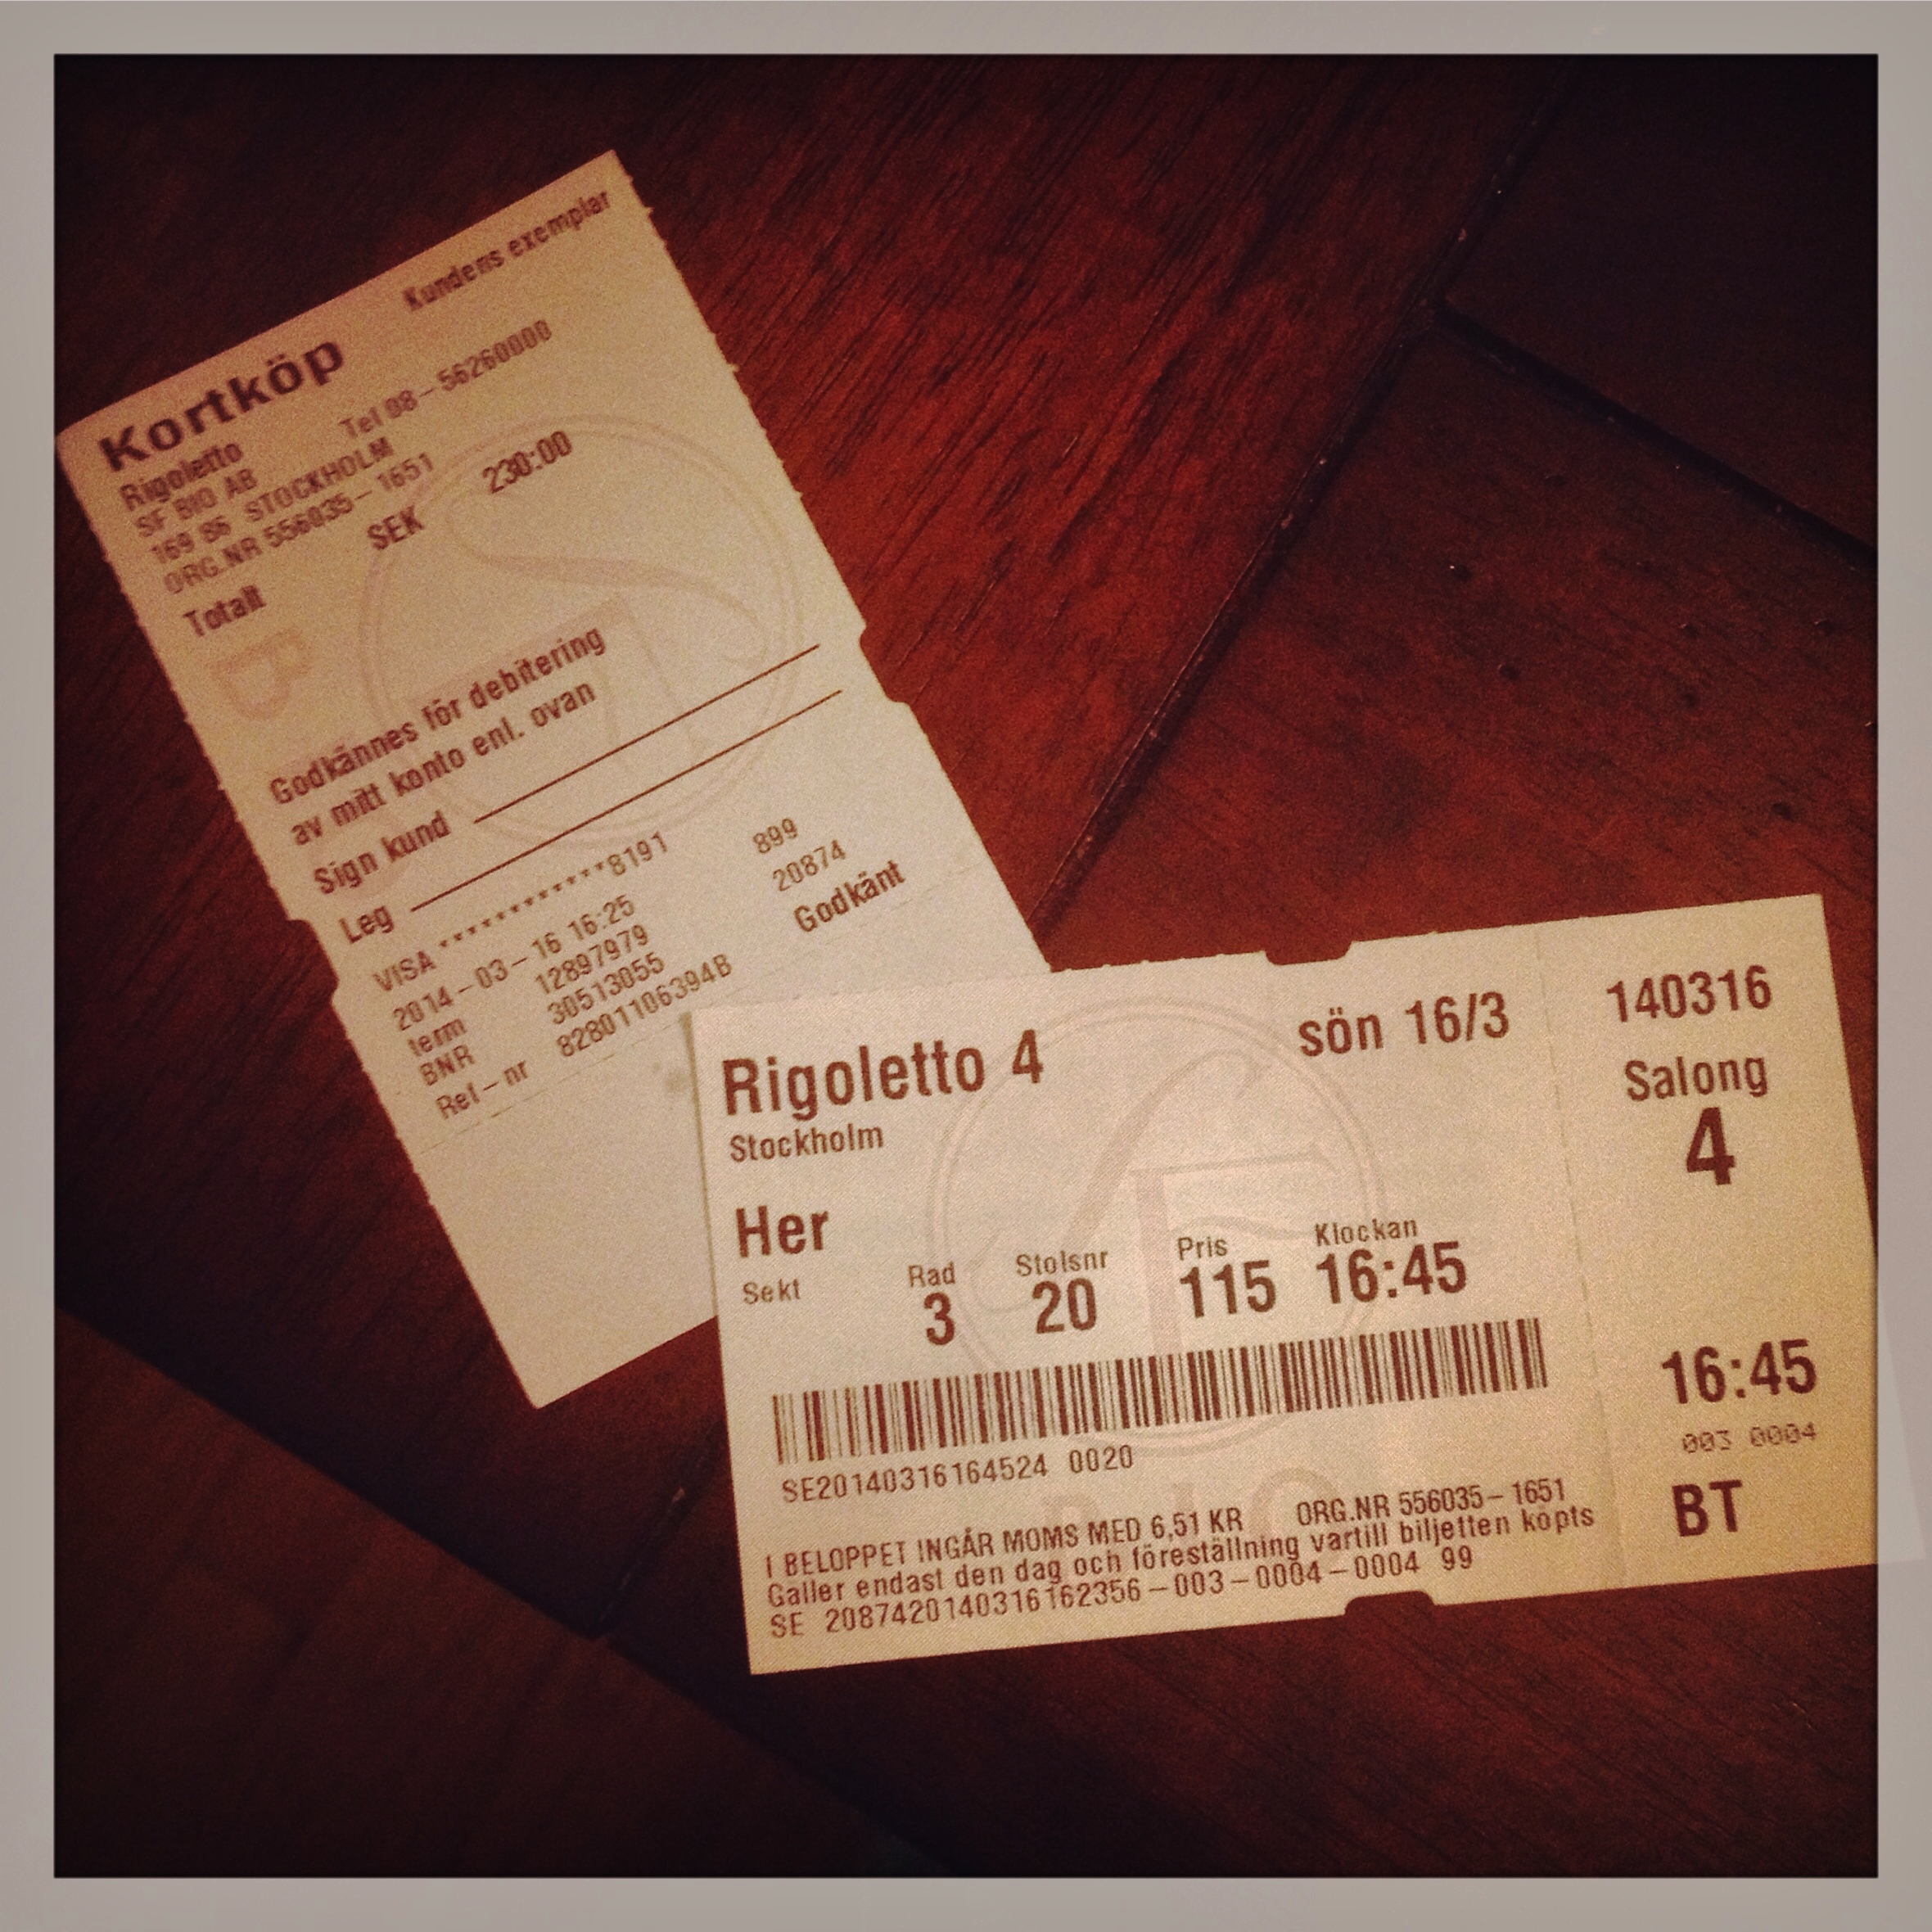 Kortköp Kundens exemplar
Rigoletto Tel 08-56260000
SF BIO AB
169 86 STOCKHOLM
ORG.NR 556035-1651
Totalt SEK 230:00
Godkännes för debitering
av mitt konto enl. ovan
Sign kund
Leg
VISA ************8191 899
2014-03-16 16:25 20874
term 12897979 Godkänt
BNR 30513055
Ref-nr 828011063948
Rigoletto 4 sön 16/3
Stockholm
Her
Sekt Rad Stolsnr Pris Klockan
3 20 115 16:45
SE20140316164524 0020
I BELOPPET INGÅR MOMS MED 6,51 KR ORG.NR 556035-1651
Gäller endast den dag och föreställning vartill biljetten köpts
SE 2087420140316162356-003-0004-0004 99
140316
Salong
4
16:45
003 0004
BT